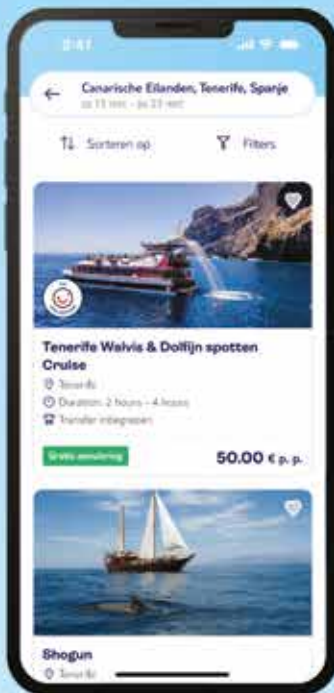 9:41
Canarische Eilanden, Tenerife, Spanje
Sorteren op
Filters
Tenerife Walvis & Dolfijn spotten
Cruise
Tenerife
Duration: 2 hours - 4 hours
Transfer inbegrepen
Gratis annulering
50.00 € p. p.
Shogun
Tenerife